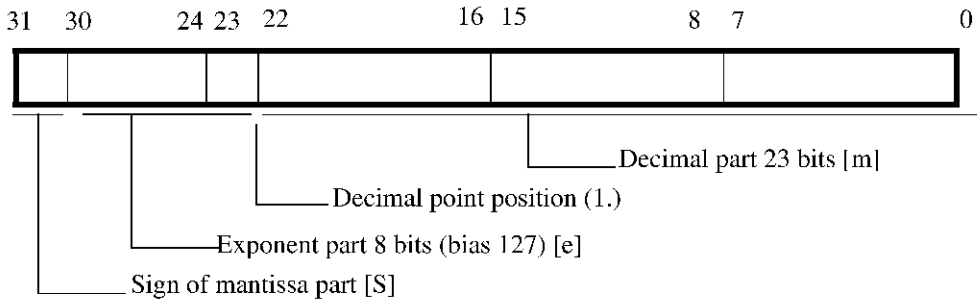 31 30 24 23 22 16 15 8 7 0
Decimal part 23 bits [m]
Decimal point position (1.)
Exponent part 8 bits (bias 127) [e]
Sign of mantissa part [S]